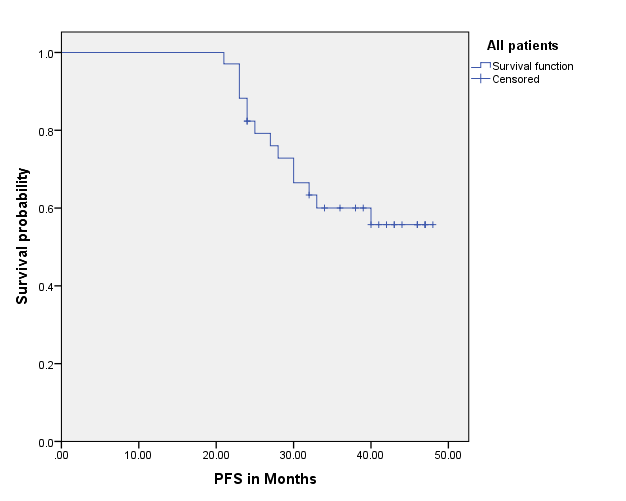 All patients
Survival function
Censored
1.0
0.8
0.6
0.4
0.2
0.0
Survival probability
.00 10.00 20.00 30.00 40.00 50.00
PFS in Months